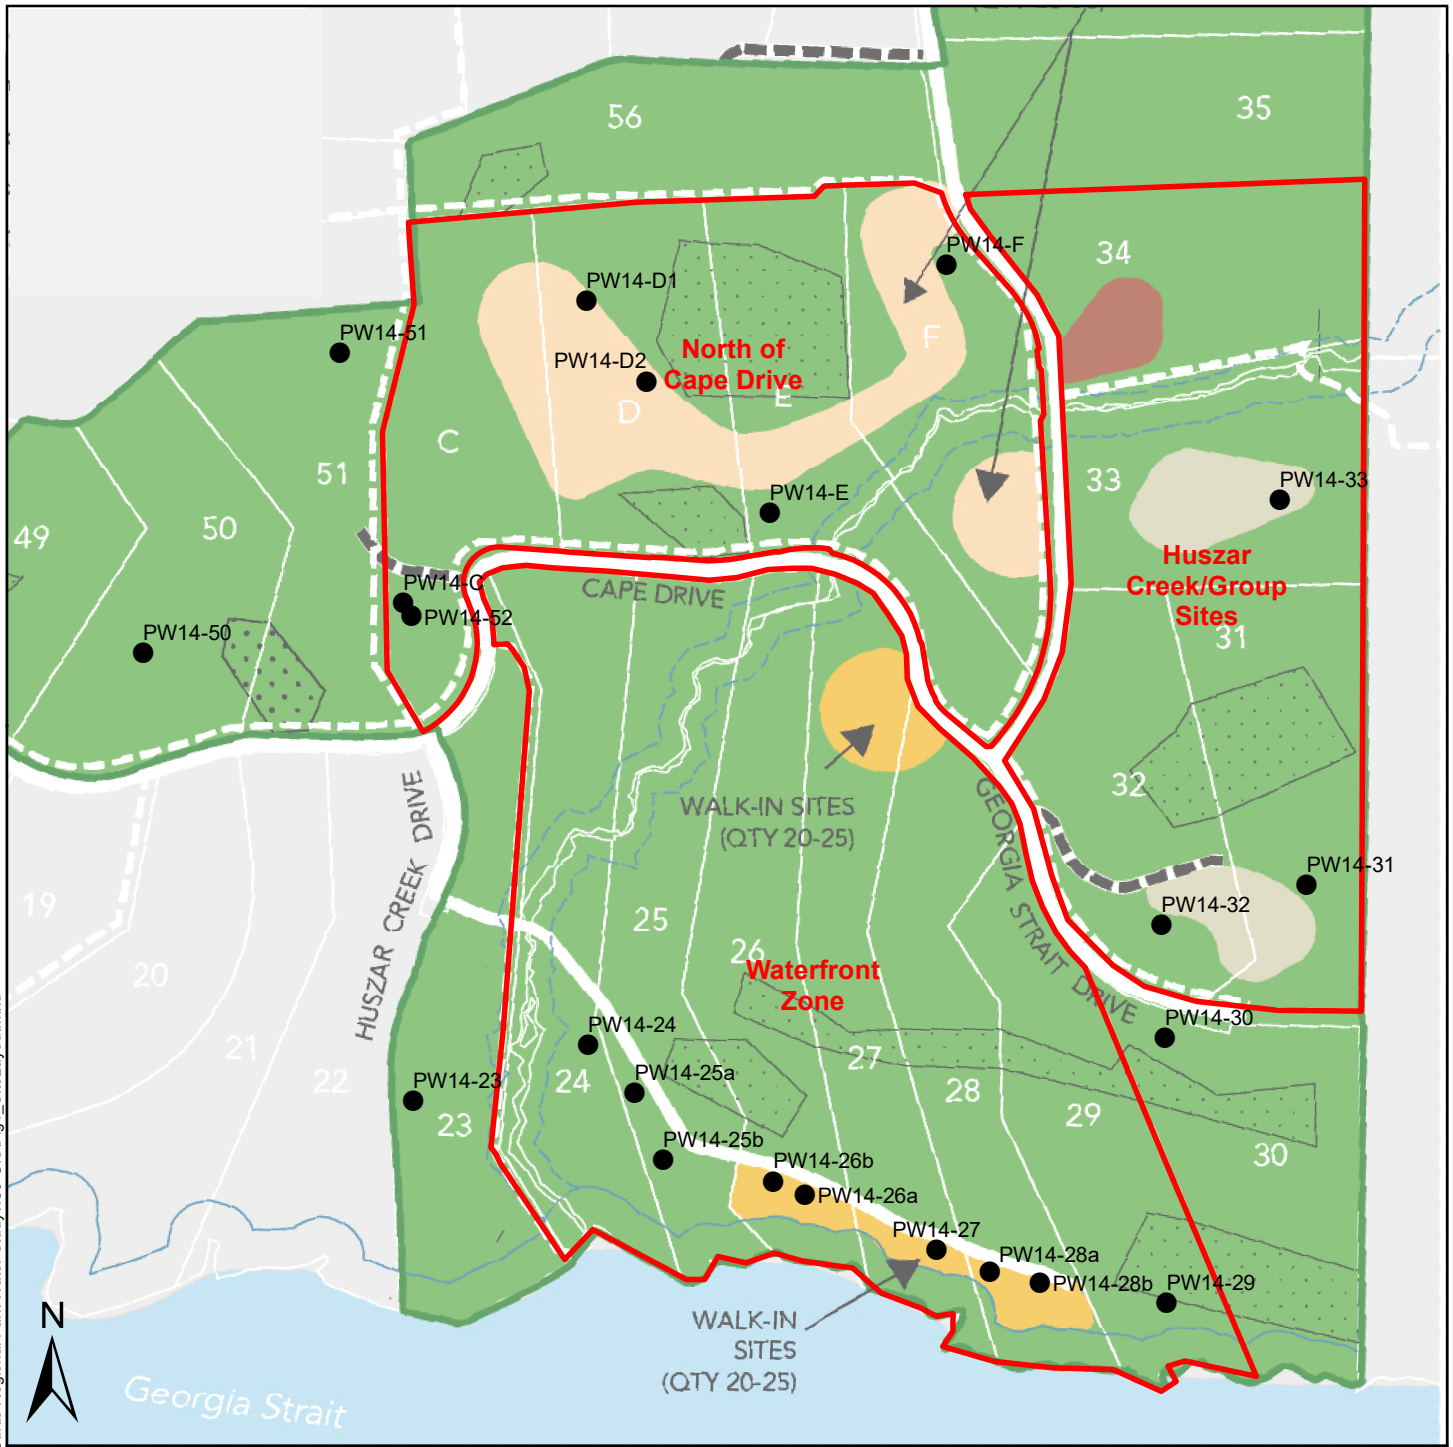 56
35
34
PW14-F
PW14-D1
PW14-51
PW14-D2
North of
Cape Drive
F
E
D
C
51
33
PW14-33
PW14-E
50
49
Huszar
Creek/Group
Sites
31
PW14-C
PW14-52
CAPE DRIVE
PW14-50
32
WALK-IN SITES
(QTY 20-25)
HUSZAR CREEK DRIVE
GEORGIA STRAIT DRIVE
PW14-31
PW14-32
19
25
26
20
Waterfront
Zone
PW14-30
PW14-24
21
27
22
24
PW14-25a
PW14-23
23
28
29
30
PW14-25b
PW14-26b
PW14-26a
PW14-27
PW14-28a
PW14-28b
PW14-29
WALK-IN
SITES
(QTY 20-25)
N
Georgia Strait